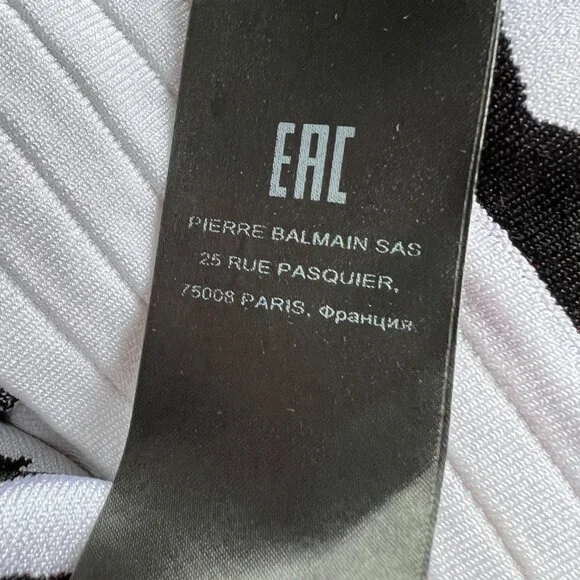 EAC
PIERRE BALMAIN SAS
25 RUE PASQUIER,
75008 PARIS, Франция